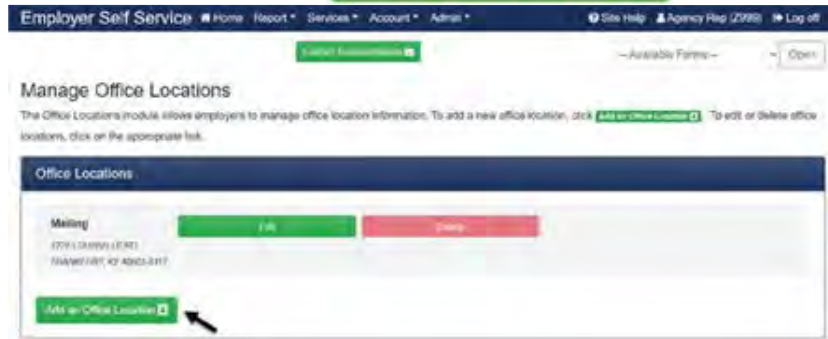 Employer Self Service Home Report Services Account Admin Site Help Agency Rep (Z999) Log off
--Available Forms-- Open
Manage Office Locations
The Office Locations module allows employers to manage office location information. To add a new office location, click Add an Office Location. To edit or delete office
locations, click on the appropriate link.
Office Locations
Mailing Edit Delete
Add an Office Location